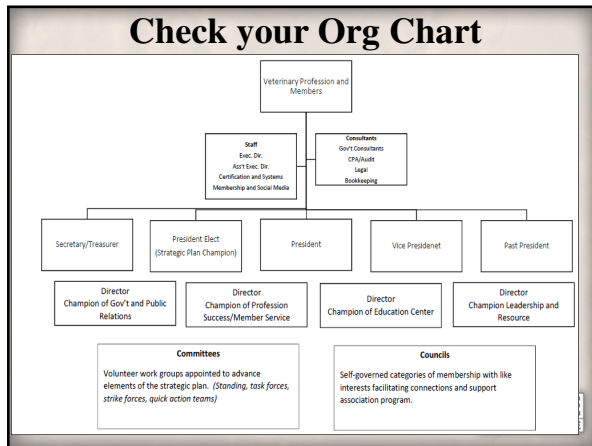 Check your Org Chart
Veterinary Profession and
Members
Staff
Exec. Dir.
Ass't Exec. Dir.
Certification and Systems
Membership and Social Media
Consultants
Gov't Consultants
CPA/Audit
Legal
Bookkeeping
Secretary/Treasurer
President Elect
(Strategic Plan Champion)
President
Vice Presidenet
Past President
Director
Champion of Gov't and Public
Relations
Director
Champion of Profession
Success/Member Service
Director
Champion of Education Center
Director
Champion Leadership and
Resource
Committees
Volunteer work groups appointed to advance
elements of the strategic plan. (Standing, task forces,
strike forces, quick action teams)
Councils
Self-governed categories of membership with like
interests facilitating connections and support
association program.